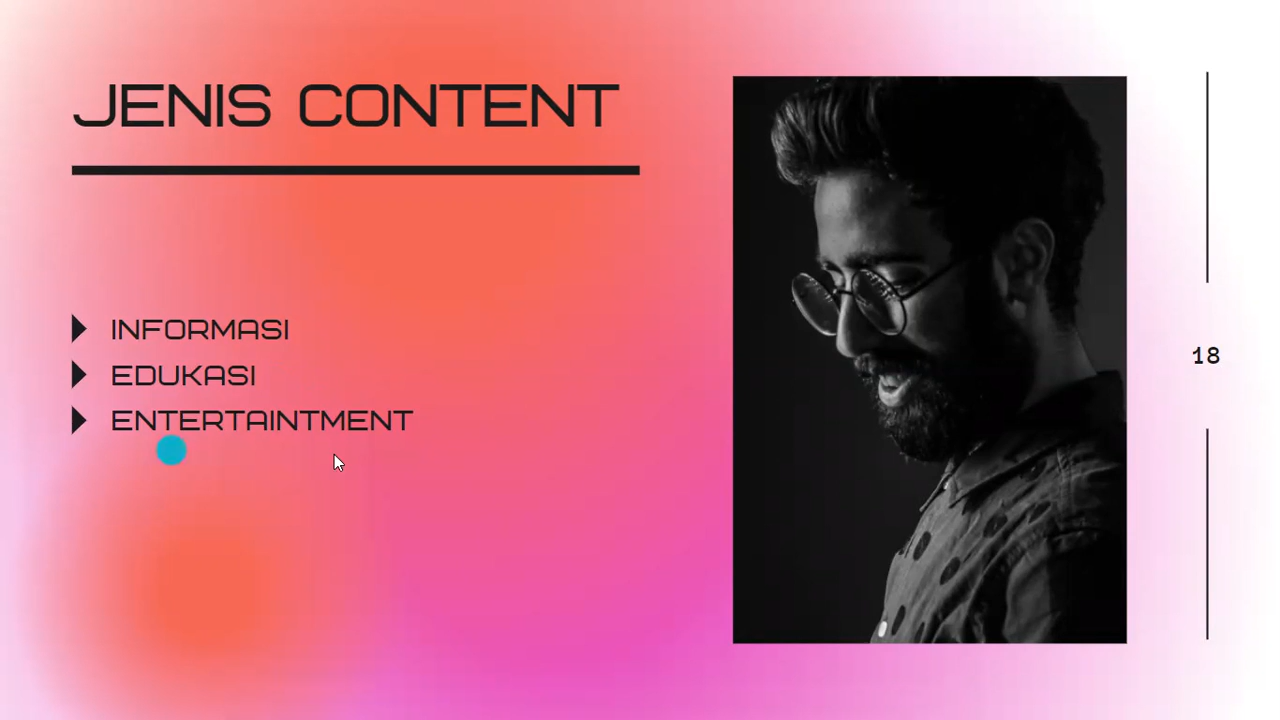 JENIS CONTENT
INFORMASI
EDUKASI
ENTERTAINTMENT
18